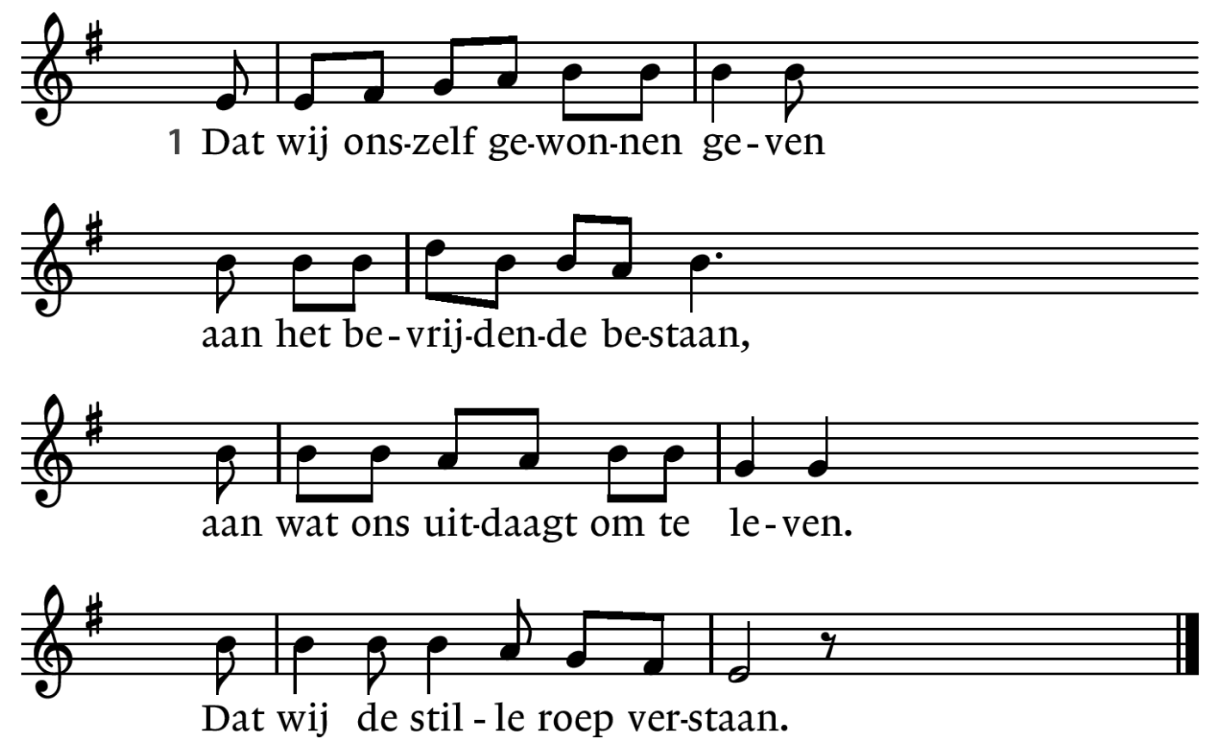 1 Dat wij ons-zelf ge-won-nen ge-ven
aan het be-vrij-den-de be-staan,
aan wat ons uit-daagt om te le-ven.
Dat wij de stil-le roep ver-staan.